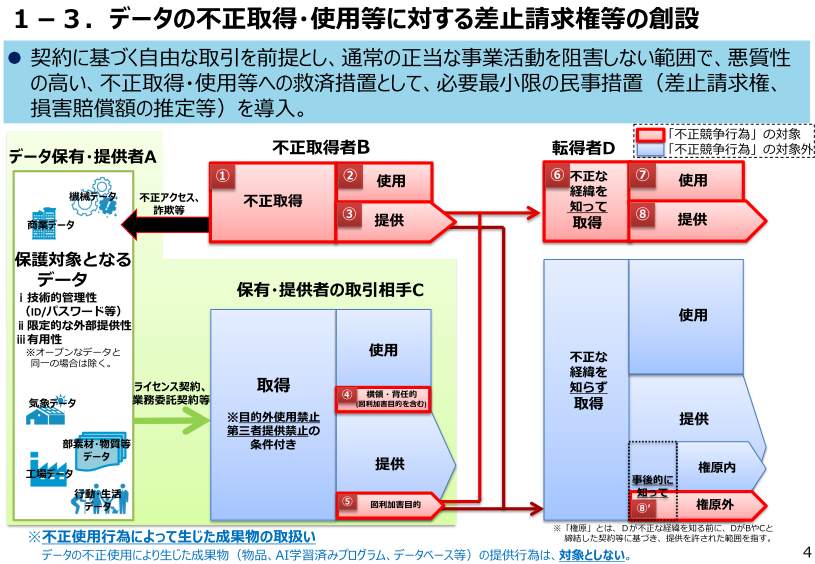 １－３．データの不正取得・使用等に対する差止請求権等の創設
● 契約に基づく自由な取引を前提とし、通常の正当な事業活動を阻害しない範囲で、悪質性
の高い、不正取得・使用等への救済措置として、必要最小限の民事措置（差止請求権、
損害賠償額の推定等）を導入。
「不正競争行為」の対象
「不正競争行為」の対象外
データ保有・提供者A
機械データ
商業データ
保護対象となる
データ
ⅰ 技術的管理性
（ID/パスワード等）
ⅱ 限定的な外部提供性
ⅲ 有用性
※オープンなデータと
同一の場合は除く。
気象データ
部素材・物質等
データ
工場データ
行動・生活
データ
不正アクセス、
詐欺等
ライセンス契約、
業務委託契約等
不正取得者B
①
不正取得
②
使用
③
提供
保有・提供者の取引相手C
取得
※目的外使用禁止
第三者提供禁止の
条件付き
使用
④
横領・背任的
(図利加害目的を含む)
提供
⑤
図利加害目的
転得者D
⑥
不正な
経緯を
知って
取得
⑦
使用
⑧
提供
不正な
経緯を
知らず
取得
使用
提供
事後的に
知って
権原内
⑧’
権原外
※「権原」とは、Dが不正な経緯を知る前に、DがBやCと
締結した契約等に基づき、提供を許された範囲を指す。
※不正使用行為によって生じた成果物の取扱い
データの不正使用により生じた成果物（物品、AI学習済みプログラム、データベース等）の提供行為は、対象としない。
4